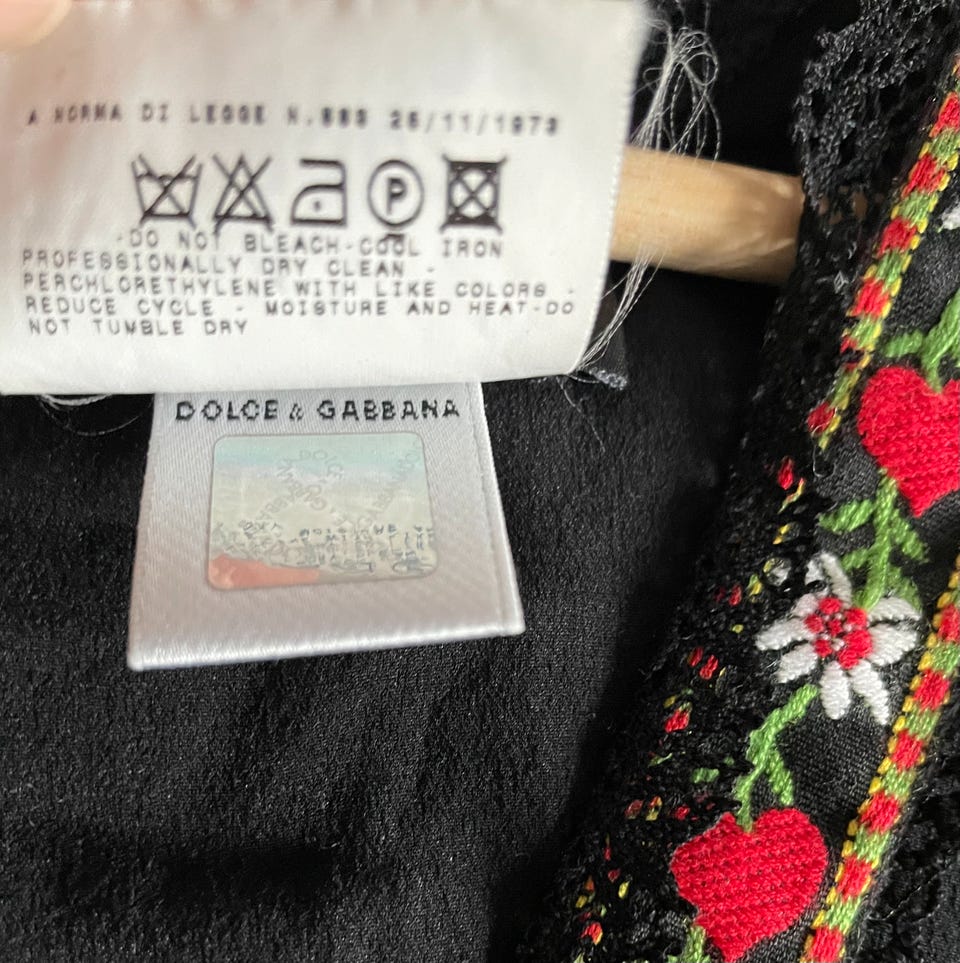 A NORMA DI LEGGE N.883 26/11/1973
P
-DO NOT BLEACH-COOL IRON
PROFESSIONALLY DRY CLEAN -
PERCHLORETHYLENE WITH LIKE COLORS -
REDUCE CYCLE - MOISTURE AND HEAT-DO
NOT TUMBLE DRY
DOLCE & GABBANA